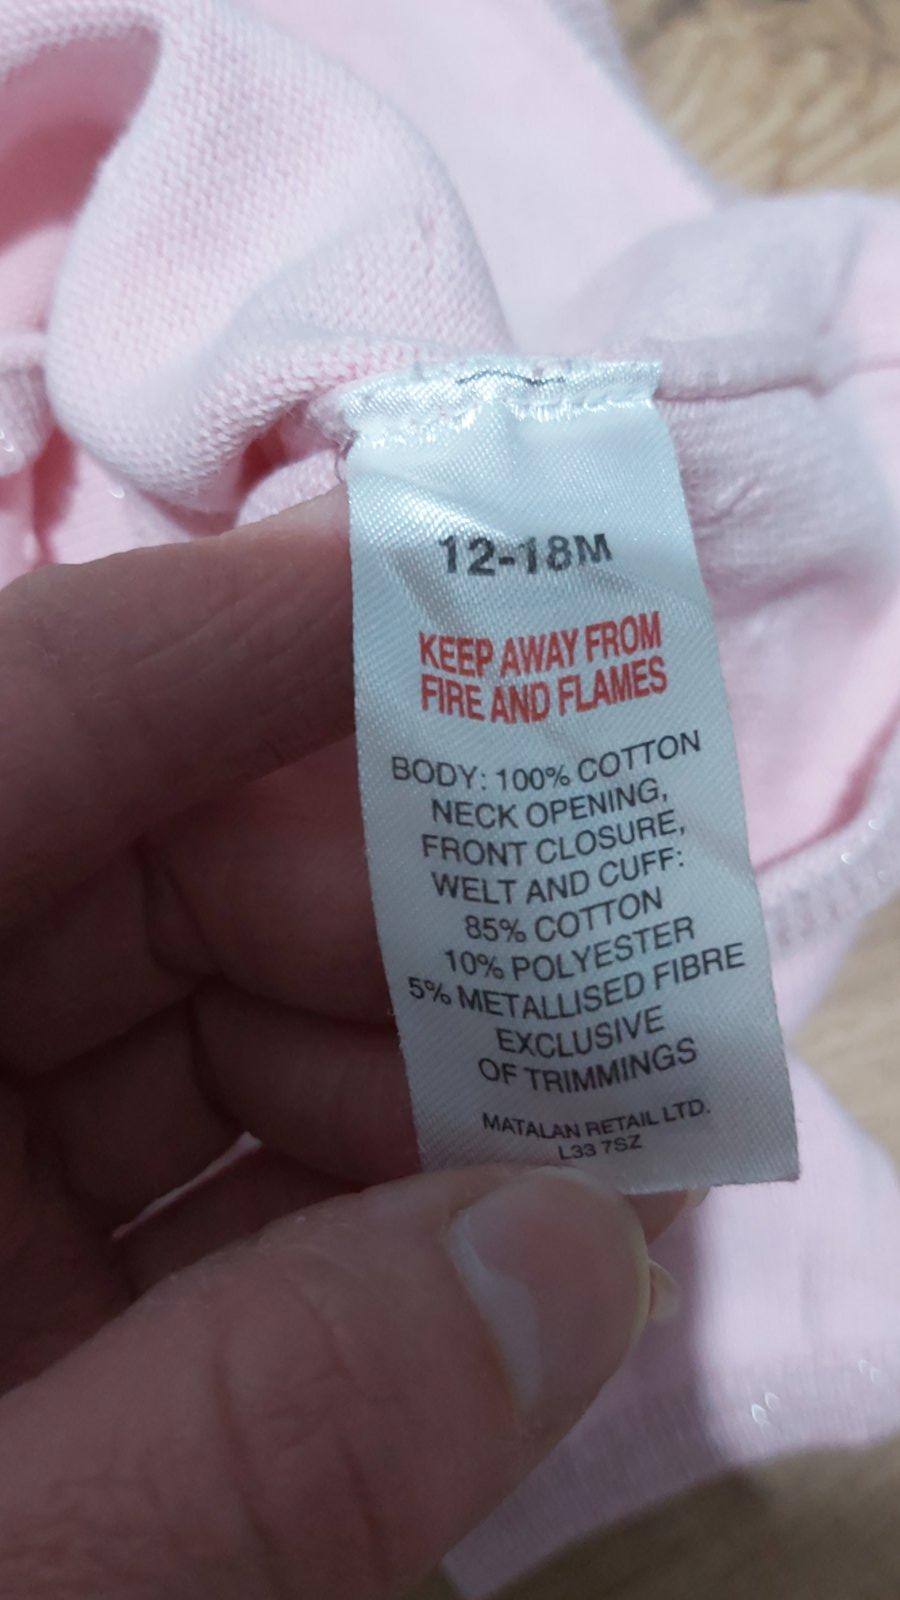 12-18M
KEEP AWAY FROM
FIRE AND FLAMES
BODY: 100% COTTON
NECK OPENING,
FRONT CLOSURE,
WELT AND CUFF:
85% COTTON
10% POLYESTER
5% METALLISED FIBRE
EXCLUSIVE
OF TRIMMINGS
MATALAN RETAIL LTD.
L33 7SZ